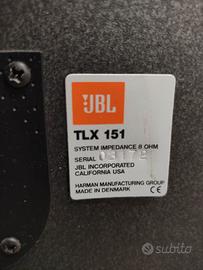 JBL
TLX 151
SYSTEM IMPEDANCE 8 OHM
SERIAL
JBL INCORPORATED
CALIFORNIA USA
HARMAN MANUFACTURING GROUP
MADE IN DENMARK CE
subito